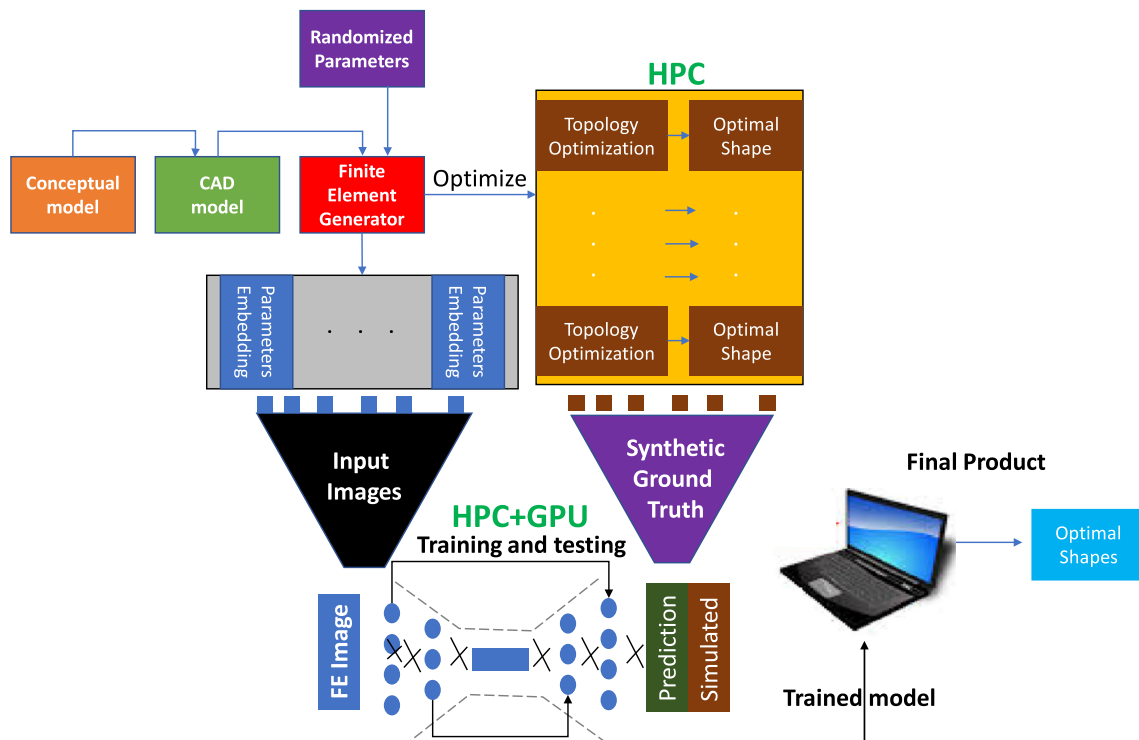 Randomized
Parameters
HPC
Topology
Optimization
Optimal
Shape
Conceptual
model
CAD
model
Finite
Element
Generator
Optimize
Parameters
Embedding
. . .
Parameters
Embedding
Topology
Optimization
Optimal
Shape
Input
Images
Synthetic
Ground
Truth
Final Product
HPC+GPU
Training and testing
Optimal
Shapes
FE Image
Prediction
Simulated
Trained model